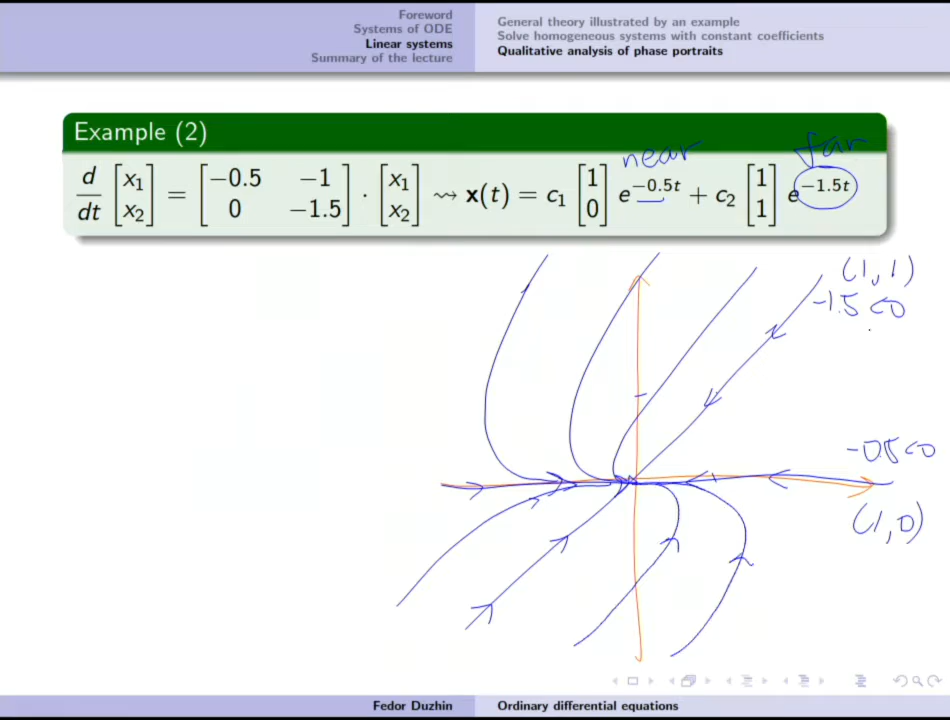 Foreword
Systems of ODE
Linear systems
Summary of the lecture
General theory illustrated by an example
Solve homogeneous systems with constant coefficients
Qualitative analysis of phase portraits
Example (2)
near far
d/dt [x₁ x₂] = [−0.5 −1 0 −1.5] · [x₁ x₂] ⇝ x(t) = c₁ [1 0] e^−0.5t + c₂ [1 1] e^−1.5t
(1,1)
-1.5<0
-0.5<0
(1,0)
Fedor Duzhin
Ordinary differential equations